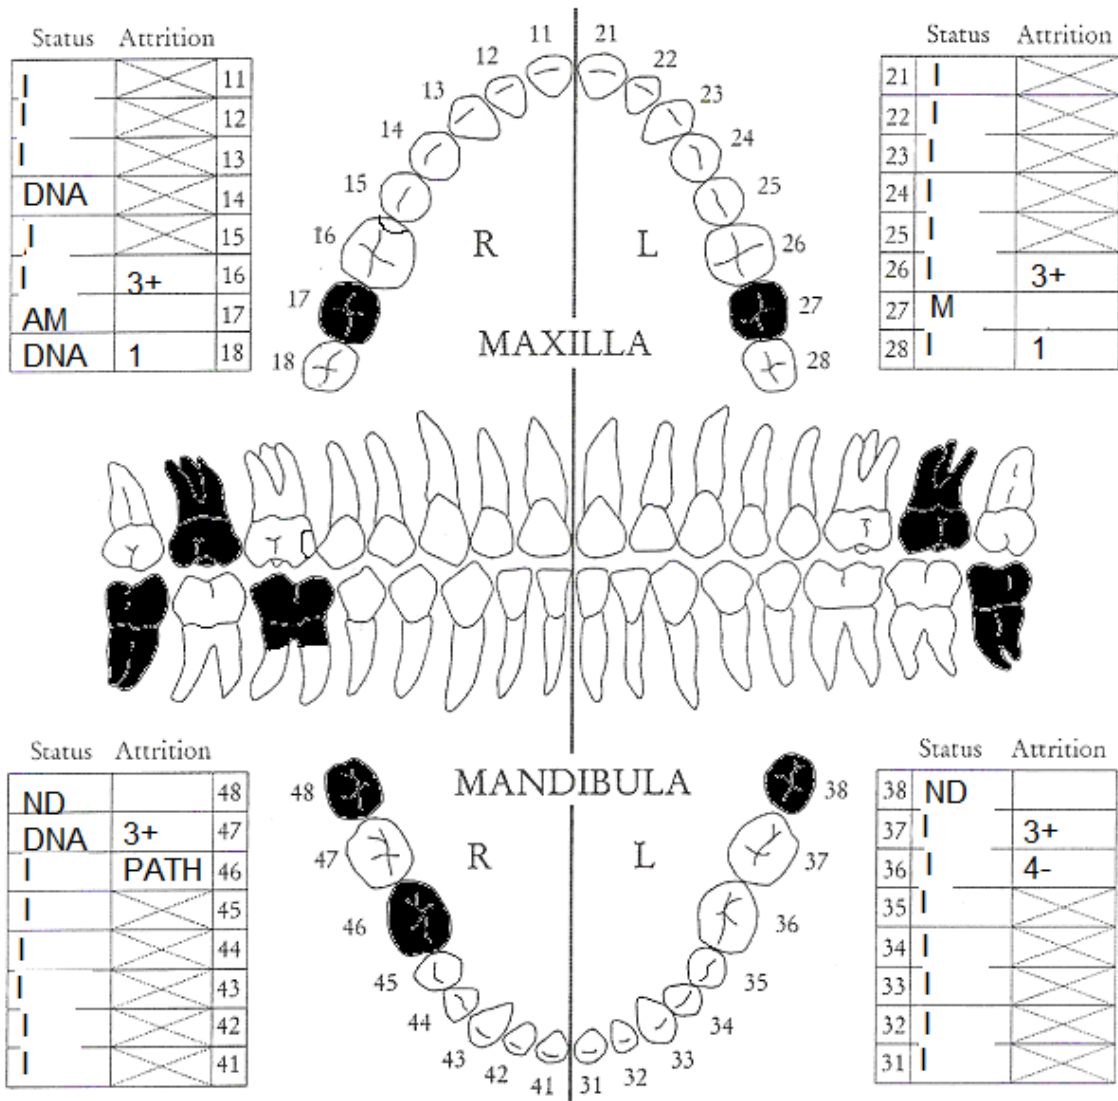 Status Attrition
I 11
I 12
I 13
DNA 14
I 15
I 3+ 16
AM 17
DNA 1 18
11 12 13 14 15 16 17 18
21 22 23 24 25 26 27 28
R L
MAXILLA
Status Attrition
21 I
22 I
23 I
24 I
25 I
26 I 3+
27 M
28 I 1
Status Attrition
ND 48
DNA 3+ 47
I PATH 46
I 45
I 44
I 43
I 42
I 41
MANDIBULA
R L
48 47 46 45 44 43 42 41
31 32 33 34 35 36 37 38
Status Attrition
38 ND
37 I 3+
36 I 4-
35 I
34 I
33 I
32 I
31 I